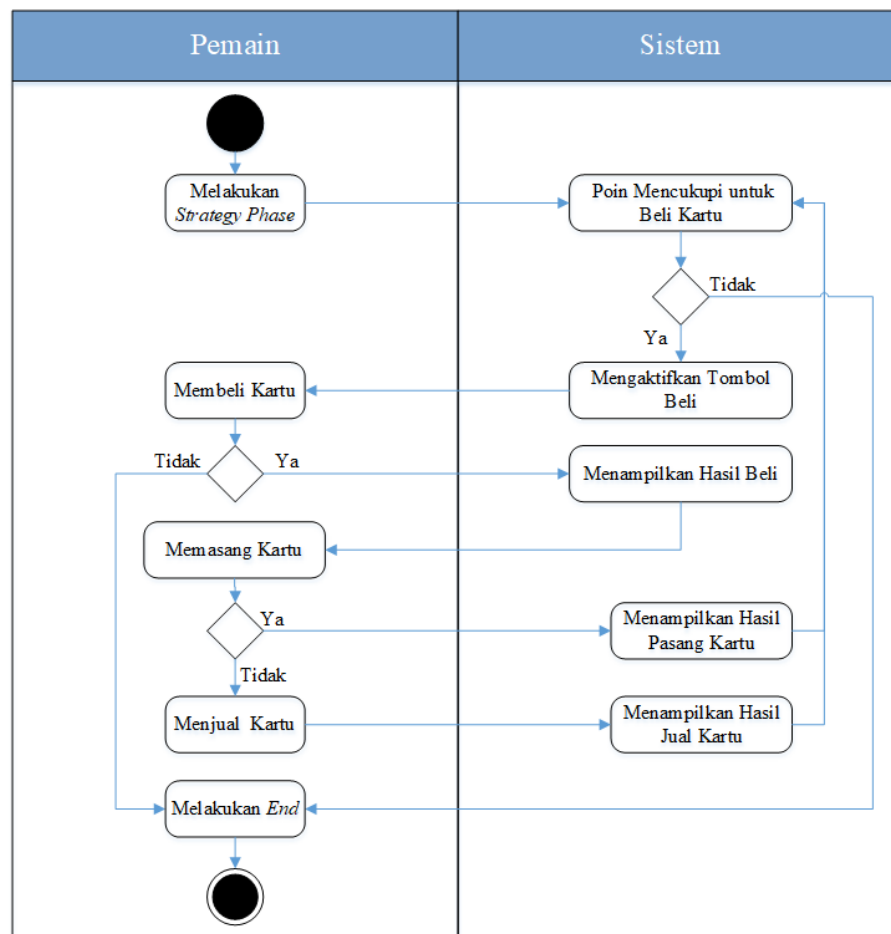 Pemain
Sistem
Melakukan
Strategy Phase
Poin Mencukupi untuk
Beli Kartu
Tidak
Ya
Membeli Kartu
Mengaktifkan Tombol
Beli
Tidak
Ya
Menampilkan Hasil Beli
Memasang Kartu
Ya
Menampilkan Hasil
Pasang Kartu
Tidak
Menjual Kartu
Menampilkan Hasil
Jual Kartu
Melakukan End